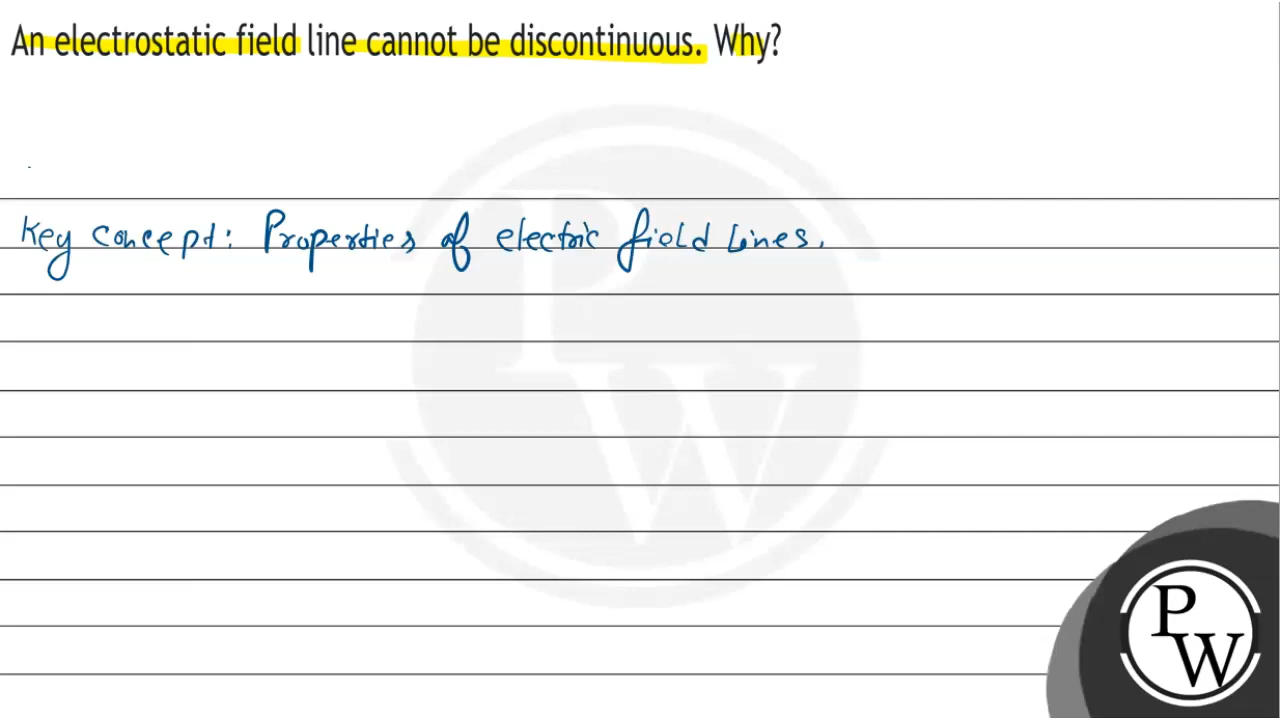 An electrostatic field line cannot be discontinuous. Why?
Key concept: Properties of electric field lines.
P
W
P
W